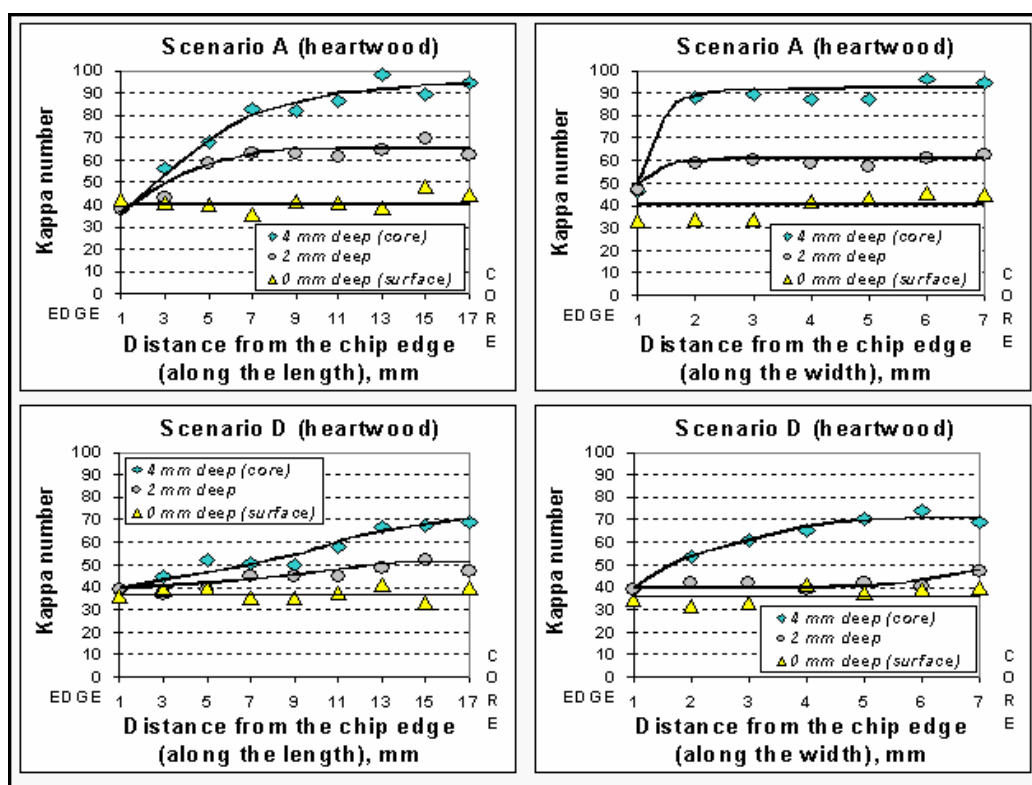 Scenario A (heartwood)
Kappa number
100
90
80
70
60
50
40
30
20
10
0
4 mm deep (core)
2 mm deep
0 mm deep (surface)
EDGE
1 3 5 7 9 11 13 15 17
C
O
R
E
Distance from the chip edge
(along the length), mm
Scenario A (heartwood)
Kappa number
100
90
80
70
60
50
40
30
20
10
0
4 mm deep (core)
2 mm deep
0 mm deep (surface)
EDGE
1 2 3 4 5 6 7
C
O
R
E
Distance from the chip edge
(along the width), mm
Scenario D (heartwood)
Kappa number
100
90
80
70
60
50
40
30
20
10
0
4 mm deep (core)
2 mm deep
0 mm deep (surface)
EDGE
1 3 5 7 9 11 13 15 17
C
O
R
E
Distance from the chip edge
(along the length), mm
Scenario D (heartwood)
Kappa number
100
90
80
70
60
50
40
30
20
10
0
4 mm deep (core)
2 mm deep
0 mm deep (surface)
EDGE
1 2 3 4 5 6 7
C
O
R
E
Distance from the chip edge
(along the width), mm